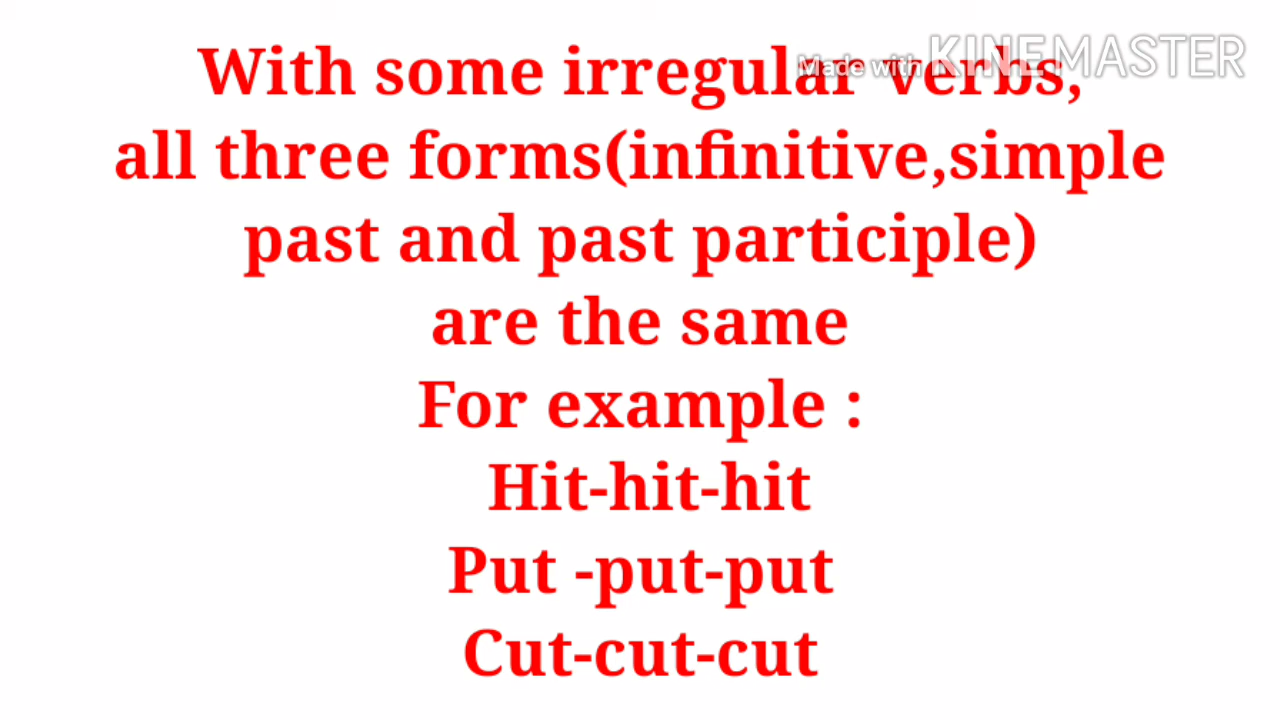 Made with KINEMASTER
With some irregular verbs,
all three forms(infinitive,simple
past and past participle)
are the same
For example :
Hit-hit-hit
Put -put-put
Cut-cut-cut